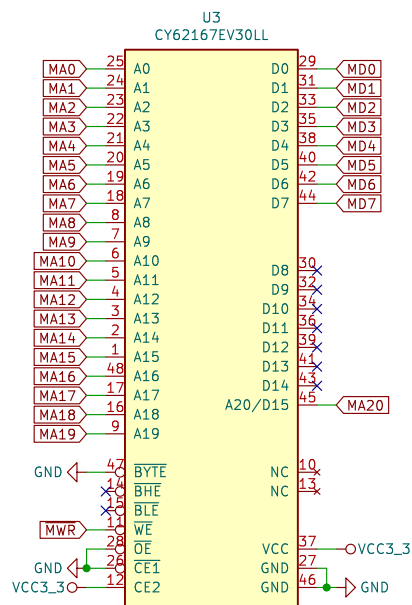 U3
CY62167EV30LL
MA0 25 A0 D0 29 MD0
MA1 24 A1 D1 31 MD1
MA2 23 A2 D2 33 MD2
MA3 22 A3 D3 35 MD3
MA4 21 A4 D4 38 MD4
MA5 20 A5 D5 40 MD5
MA6 19 A6 D6 42 MD6
MA7 18 A7 D7 44 MD7
MA8 8 A8
MA9 7 A9
MA10 6 A10 D8 30
MA11 5 A11 D9 32
MA12 4 A12 D10 34
MA13 3 A13 D11 36
MA14 2 A14 D12 39
MA15 1 A15 D13 41
MA16 48 A16 D14 43
MA17 17 A17 A20/D15 45 MA20
MA18 16 A18
MA19 9 A19
GND 47 BYTE NC 10
14 BHE NC 13
15 BLE
MWR 11 WE
28 OE VCC 37 VCC3_3
GND 26 CE1 GND 27
VCC3_3 12 CE2 GND 46 GND